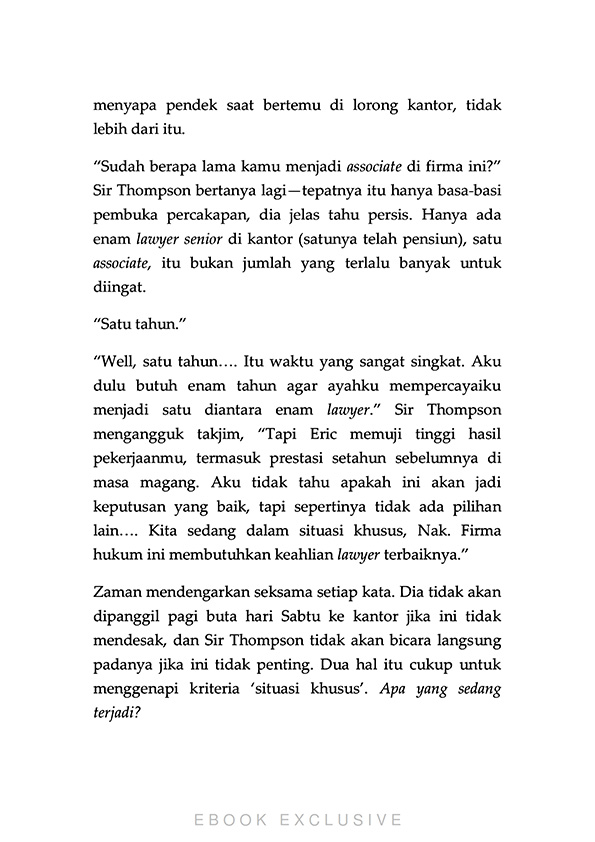 menyapa pendek saat bertemu di lorong kantor, tidak
lebih dari itu.
“Sudah berapa lama kamu menjadi associate di firma ini?”
Sir Thompson bertanya lagi—tepatnya itu hanya basa-basi
pembuka percakapan, dia jelas tahu persis. Hanya ada
enam lawyer senior di kantor (satunya telah pensiun), satu
associate, itu bukan jumlah yang terlalu banyak untuk
diingat.
“Satu tahun.”
“Well, satu tahun…. Itu waktu yang sangat singkat. Aku
dulu butuh enam tahun agar ayahku mempercayaiku
menjadi satu diantara enam lawyer.” Sir Thompson
mengangguk takjim, “Tapi Eric memuji tinggi hasil
pekerjaanmu, termasuk prestasi setahun sebelumnya di
masa magang. Aku tidak tahu apakah ini akan jadi
keputusan yang baik, tapi sepertinya tidak ada pilihan
lain…. Kita sedang dalam situasi khusus, Nak. Firma
hukum ini membutuhkan keahlian lawyer terbaiknya.”
Zaman mendengarkan seksama setiap kata. Dia tidak akan
dipanggil pagi buta hari Sabtu ke kantor jika ini tidak
mendesak, dan Sir Thompson tidak akan bicara langsung
padanya jika ini tidak penting. Dua hal itu cukup untuk
menggenapi kriteria ‘situasi khusus’. Apa yang sedang
terjadi?
EBOOK EXCLUSIVE